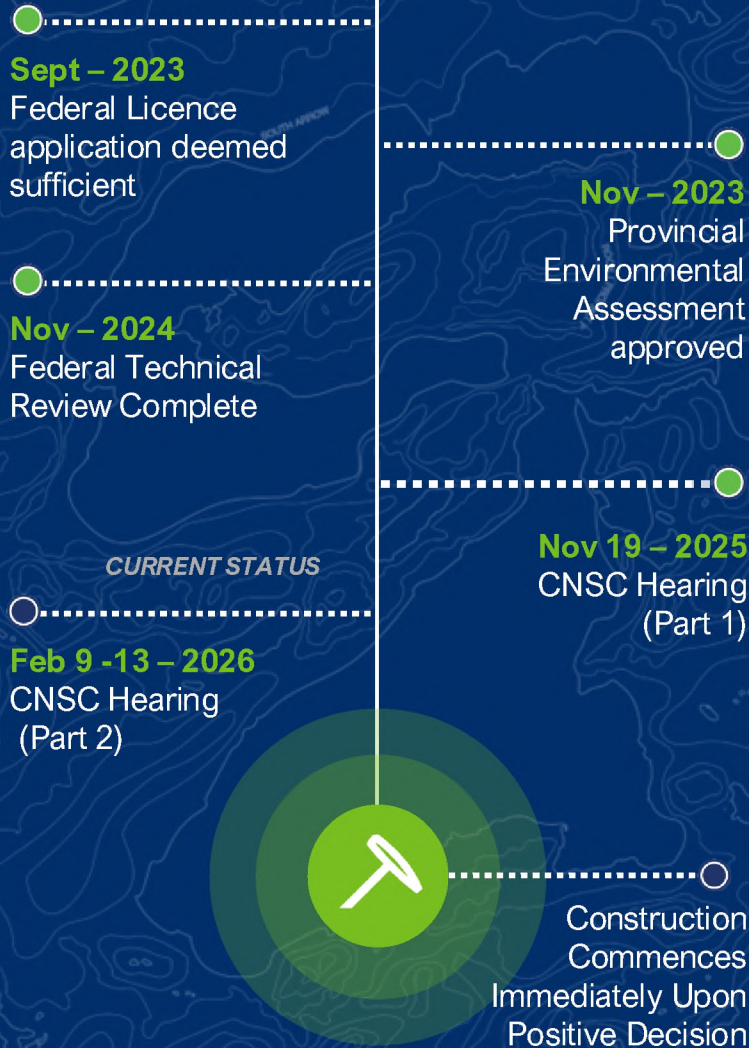 Sept – 2023
Federal Licence
application deemed
sufficient
SOUTH ARROW
Nov – 2023
Provincial
Environmental
Assessment
approved
Nov – 2024
Federal Technical
Review Complete
Nov 19 – 2025
CNSC Hearing
(Part 1)
CURRENT STATUS
Feb 9 -13 – 2026
CNSC Hearing
(Part 2)
Construction
Commences
Immediately Upon
Positive Decision